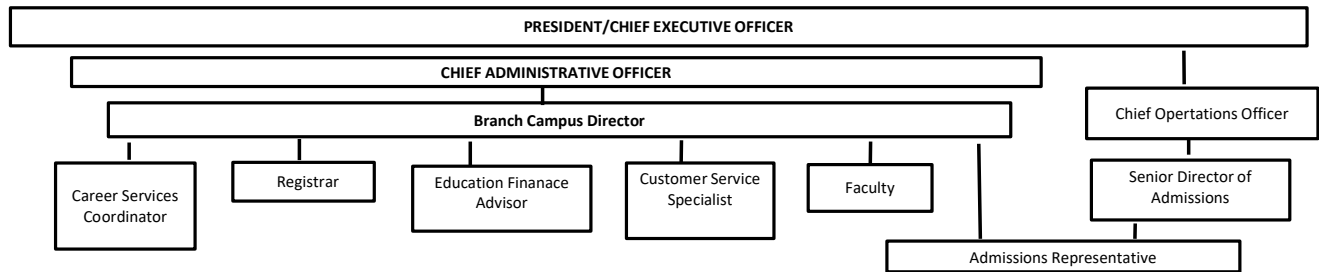 PRESIDENT/CHIEF EXECUTIVE OFFICER
CHIEF ADMINISTRATIVE OFFICER
Chief Opertations Officer
Branch Campus Director
Career Services
Coordinator
Registrar
Education Finanace
Advisor
Customer Service
Specialist
Faculty
Senior Director of
Admissions
Admissions Representative